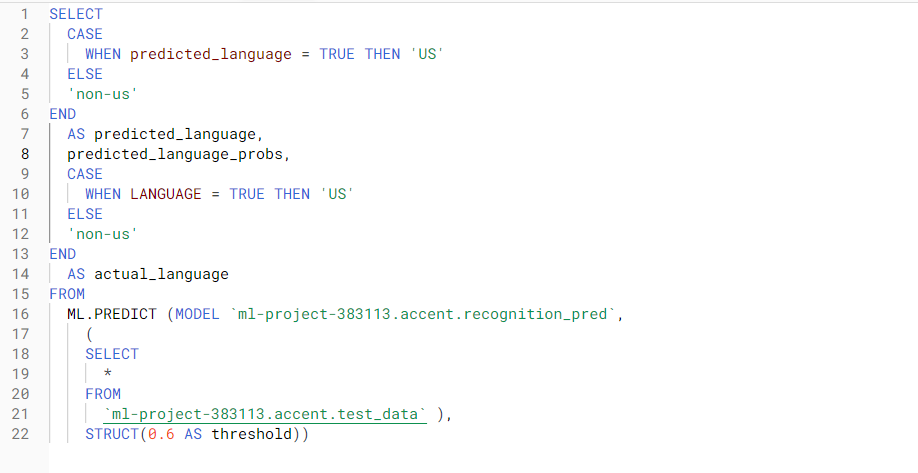 1 SELECT
2 CASE
3 WHEN predicted_language = TRUE THEN 'US'
4 ELSE
5 'non-us'
6 END
7 AS predicted_language,
8 predicted_language_probs,
9 CASE
10 WHEN LANGUAGE = TRUE THEN 'US'
11 ELSE
12 'non-us'
13 END
14 AS actual_language
15 FROM
16 ML.PREDICT (MODEL `ml-project-383113.accent.recognition_pred`,
17 (
18 SELECT
19 *
20 FROM
21 `ml-project-383113.accent.test_data` ),
22 STRUCT(0.6 AS threshold))